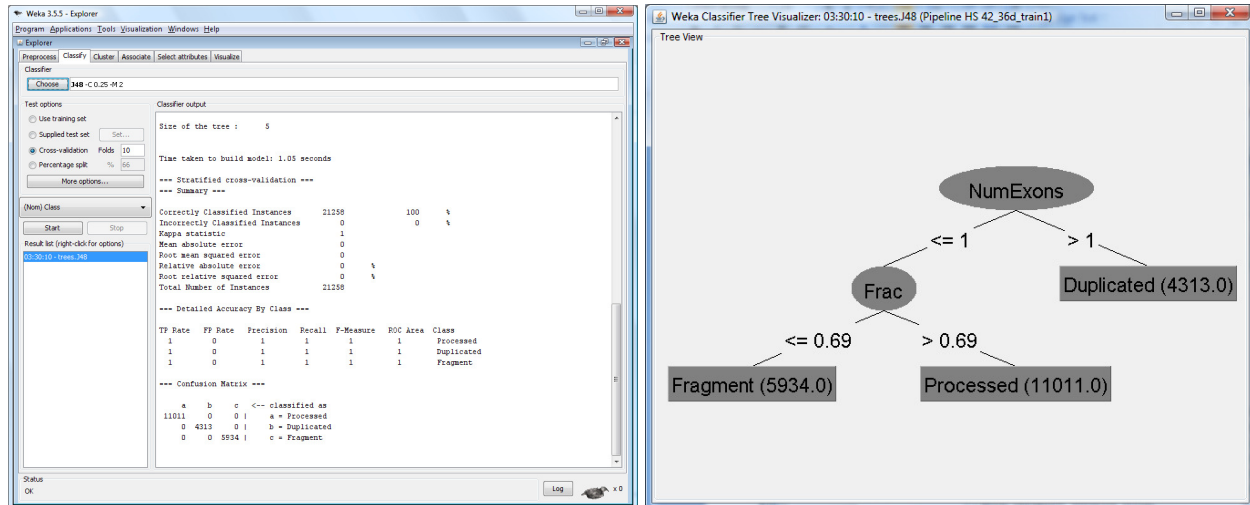 Weka 3.5.5 - Explorer
Program Applications Tools Visualization Windows Help
Explorer
Preprocess Classify Cluster Associate Select attributes Visualize
Classifier
Choose J48 -C 0.25 -M 2
Test options
Use training set
Supplied test set Set...
Cross-validation Folds 10
Percentage split % 66
More options...
(Nom) Class
Start Stop
Result list (right-click for options)
03:30:10 - trees.J48
Classifier output
Size of the tree : 5
Time taken to build model: 1.05 seconds
=== Stratified cross-validation ===
=== Summary ===
Correctly Classified Instances 21258 100 %
Incorrectly Classified Instances 0 0 %
Kappa statistic 1
Mean absolute error 0
Root mean squared error 0
Relative absolute error 0 %
Root relative squared error 0 %
Total Number of Instances 21258
=== Detailed Accuracy By Class ===
TP Rate FP Rate Precision Recall F-Measure ROC Area Class
1 0 1 1 1 1 Processed
1 0 1 1 1 1 Duplicated
1 0 1 1 1 1 Fragment
=== Confusion Matrix ===
a b c <-- classified as
11011 0 0 | a = Processed
0 4313 0 | b = Duplicated
0 0 5934 | c = Fragment
Status
OK
Log x 0
Weka Classifier Tree Visualizer: 03:30:10 - trees.J48 (Pipeline HS 42_36d_train1)
Tree View
NumExons
<= 1 > 1
Frac
Duplicated (4313.0)
<= 0.69 > 0.69
Fragment (5934.0)
Processed (11011.0)